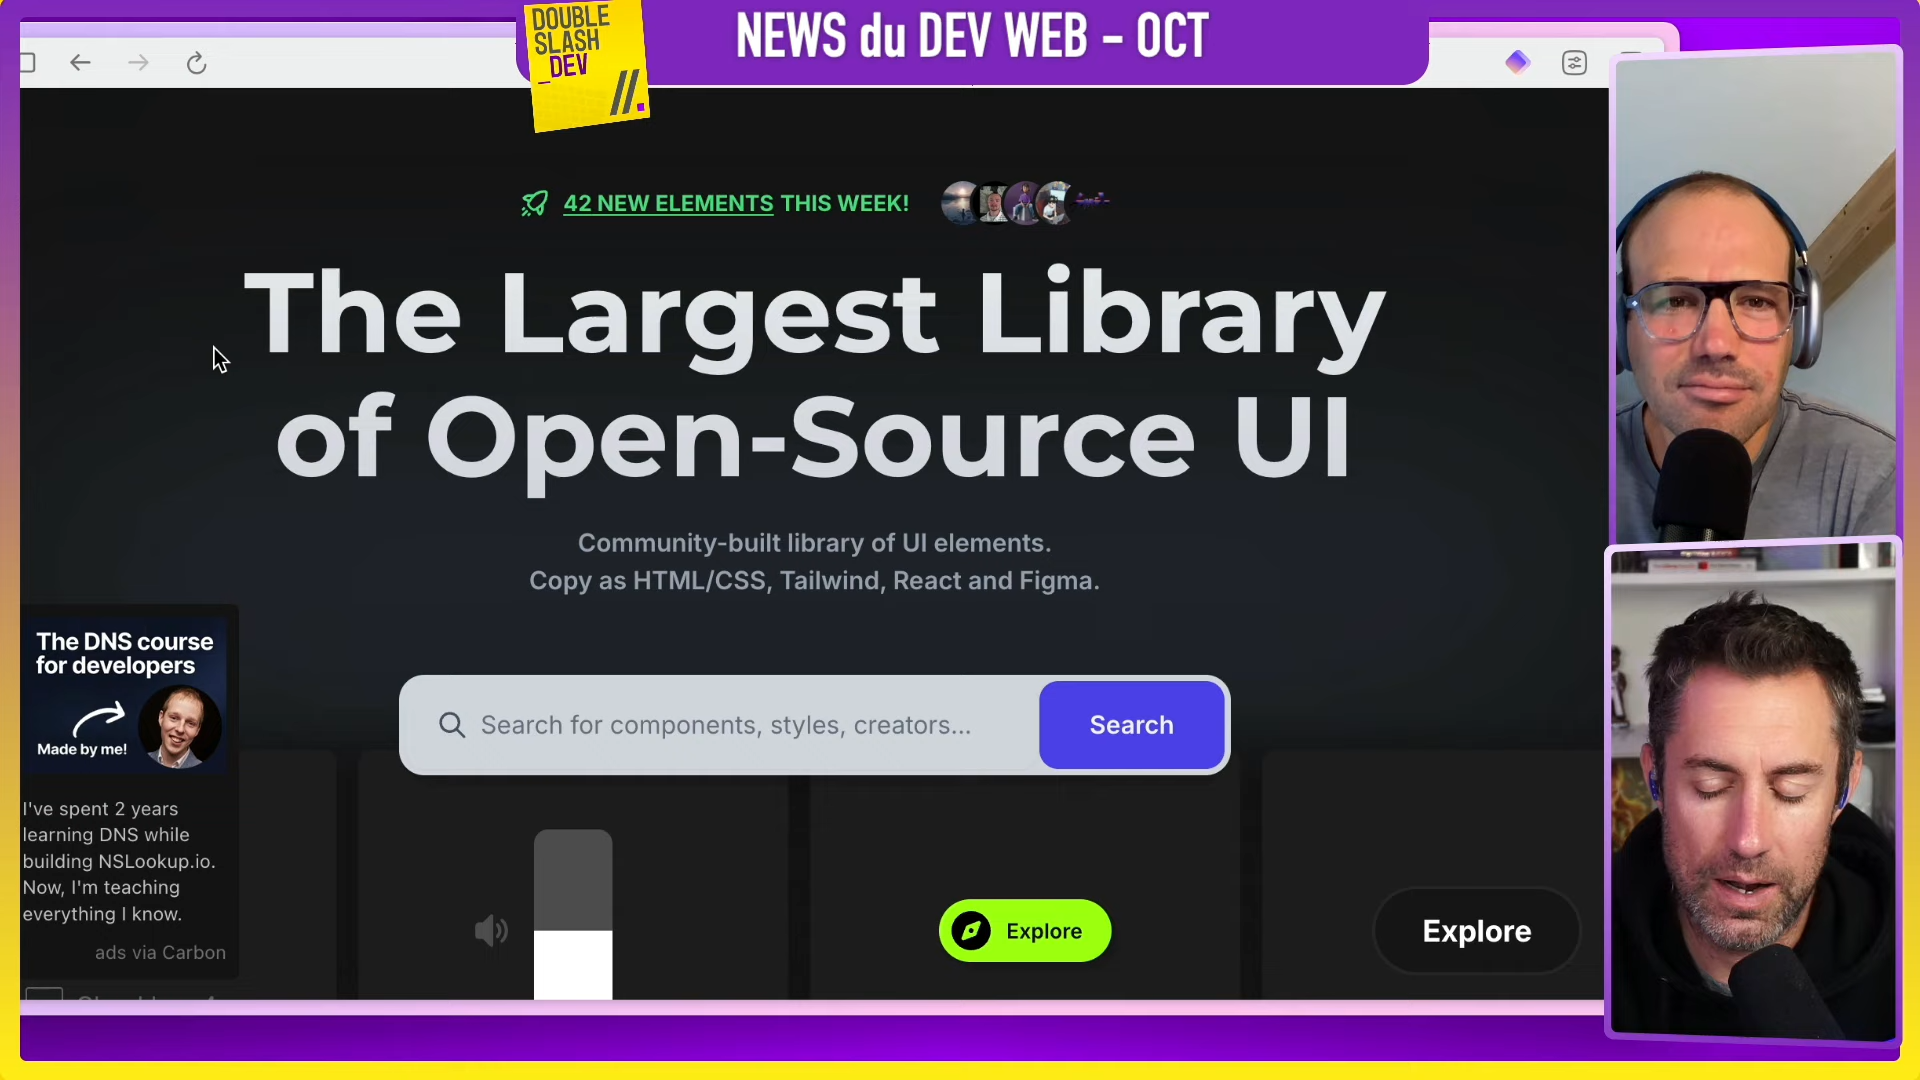 DOUBLE
SLASH
_DEV
//.
NEWS du DEV WEB - OCT
42 NEW ELEMENTS THIS WEEK!
The Largest Library
of Open-Source UI
Community-built library of UI elements.
Copy as HTML/CSS, Tailwind, React and Figma.
The DNS course
for developers
Made by me!
I've spent 2 years
learning DNS while
building NSLookup.io.
Now, I'm teaching
everything I know.
ads via Carbon
Search for components, styles, creators...
Search
Explore
Explore